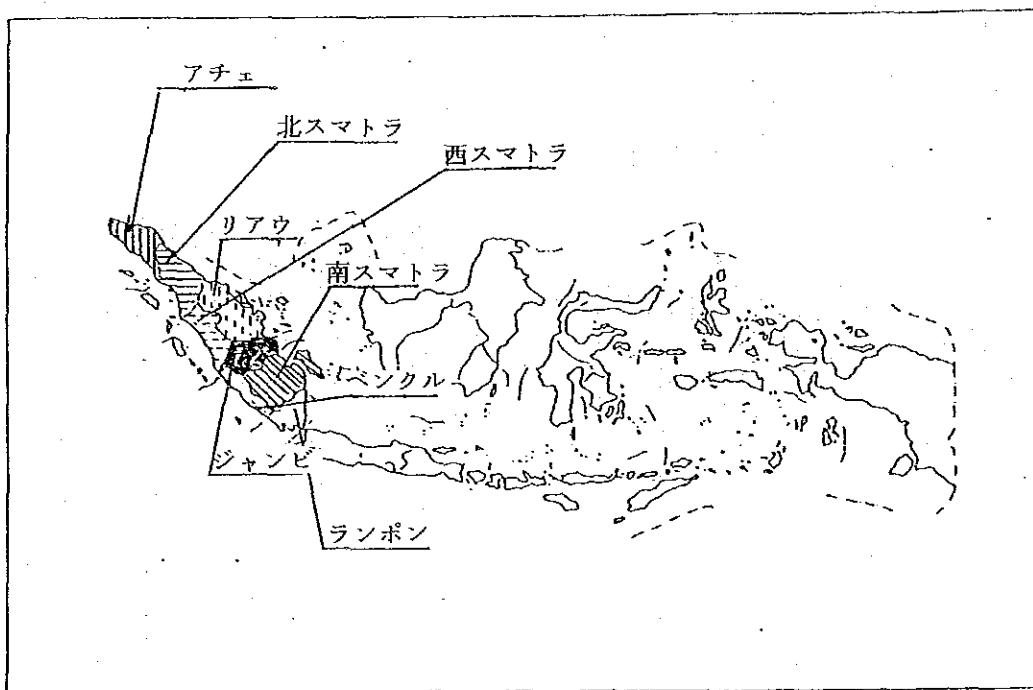 アチェ
北スマトラ
西スマトラ
リアウ
南スマトラ
ベンクル
ジャンビ
ランポン